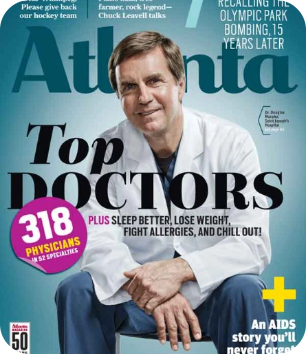 Please give back
our hockey team
farmer, rock legend—
Chuck Leavell talks
RECALLING THE
OLYMPIC PARK
BOMBING, 15
YEARS LATER
Atlanta
Top
DOCTORS
318
PHYSICIANS
IN 52 SPECIALTIES
PLUS SLEEP BETTER, LOSE WEIGHT,
FIGHT ALLERGIES, AND CHILL OUT!
+
An AIDS
story you'll
never forget
Atlanta
50